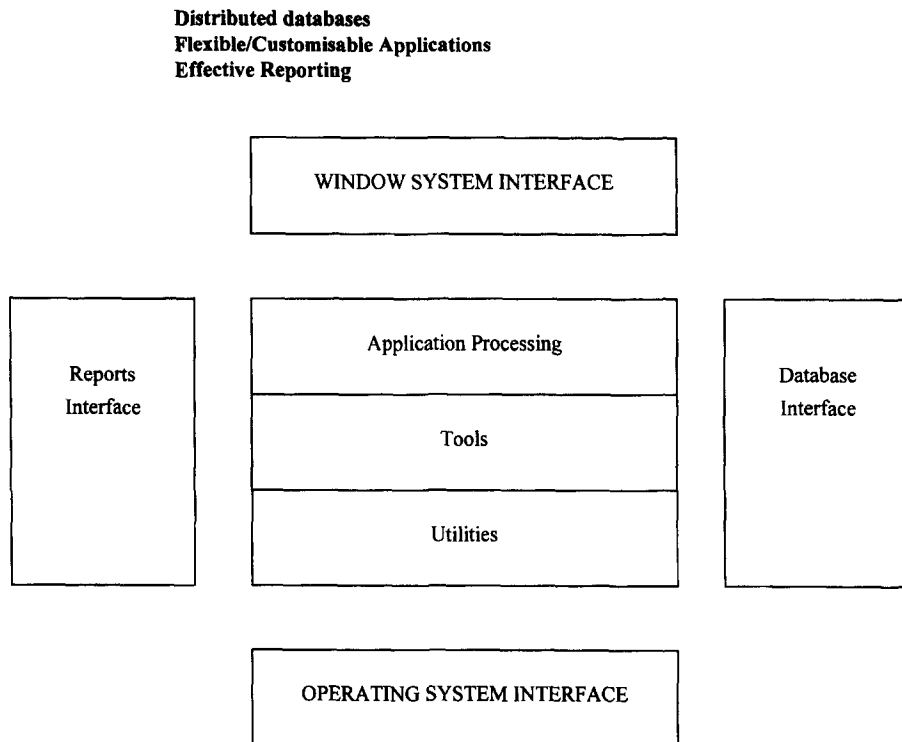 Distributed databases
Flexible/Customisable Applications
Effective Reporting
WINDOW SYSTEM INTERFACE
Reports
Interface
Application Processing
Tools
Utilities
Database
Interface
OPERATING SYSTEM INTERFACE